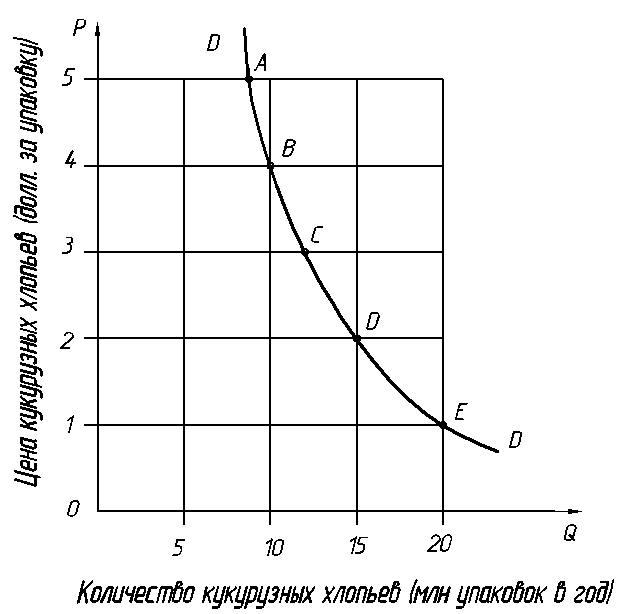 P
D
A
5
B
4
C
3
D
2
E
1
D
0
Q
5
10
15
20
Цена кукурузных хлопьев (долл. за упаковку)
Количество кукурузных хлопьев (млн упаковок в год)